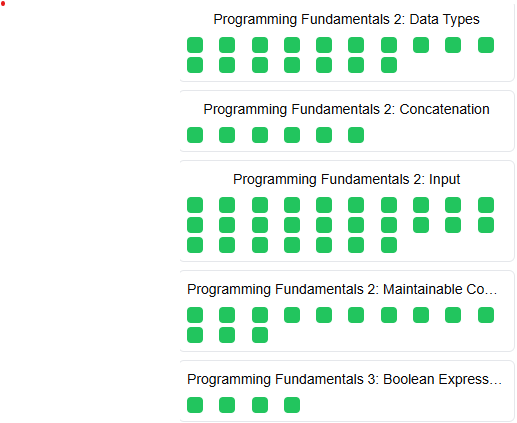 Programming Fundamentals 2: Data Types
Programming Fundamentals 2: Concatenation
Programming Fundamentals 2: Input
Programming Fundamentals 2: Maintainable Co...
Programming Fundamentals 3: Boolean Express...